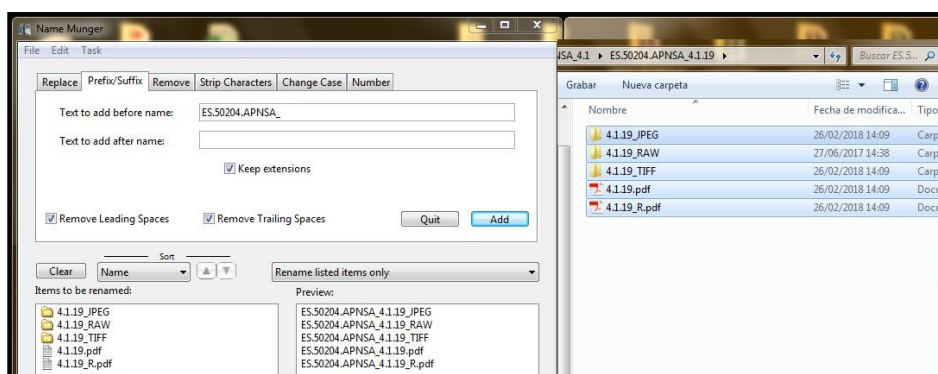 Name Munger
File Edit Task
Replace Prefix/Suffix Remove Strip Characters Change Case Number
Text to add before name: ES.50204.APNSA_
Text to add after name:
Keep extensions
Remove Leading Spaces Remove Trailing Spaces Quit Add
Sort
Clear Name Rename listed items only
Items to be renamed: Preview:
4.1.19_JPEG ES.50204.APNSA_4.1.19_JPEG
4.1.19_RAW ES.50204.APNSA_4.1.19_RAW
4.1.19_TIFF ES.50204.APNSA_4.1.19_TIFF
4.1.19.pdf ES.50204.APNSA_4.1.19.pdf
4.1.19_R.pdf ES.50204.APNSA_4.1.19_R.pdf
NSA_4.1 ES.50204.APNSA_4.1.19 Buscar ES.5...
Grabar Nueva carpeta
Nombre Fecha de modifica... Tipo
4.1.19_JPEG 26/02/2018 14:09 Carp
4.1.19_RAW 27/06/2017 14:38 Carp
4.1.19_TIFF 26/02/2018 14:09 Carp
4.1.19.pdf 26/02/2018 14:09 Docu
4.1.19_R.pdf 26/02/2018 14:09 Docu